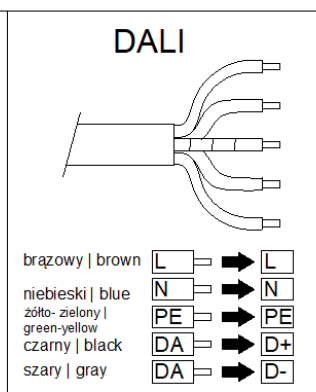 DALI
brązowy | brown L L
niebieski | blue N N
żółto- zielony |
green-yellow PE PE
czarny | black DA D+
szary | gray DA D-